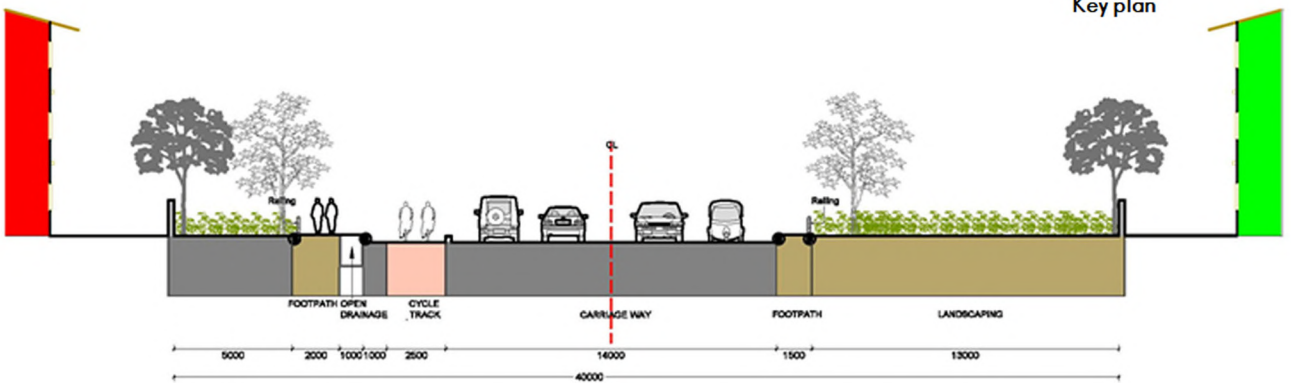 Key plan
Railing
Railing
CL
FOOTPATH OPEN DRAINAGE
CYCLE TRACK
CARRIAGE WAY
FOOTPATH
LANDSCAPING
5000 2000 1000 1000 2500 14000 1500 13000
40000